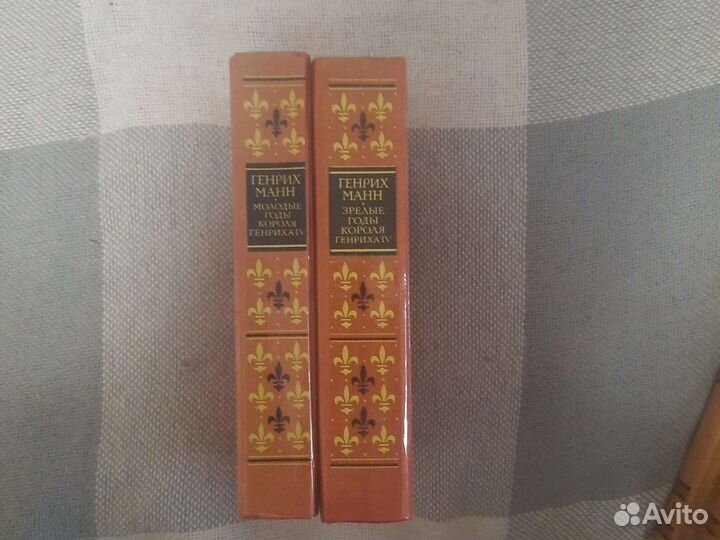 ГЕНРИХ
МАНН
МОЛОДЫЕ
ГОДЫ
КОРОЛЯ
ГЕНРИХА IV
ГЕНРИХ
МАНН
ЗРЕЛЫЕ
ГОДЫ
КОРОЛЯ
ГЕНРИХА IV
Avito